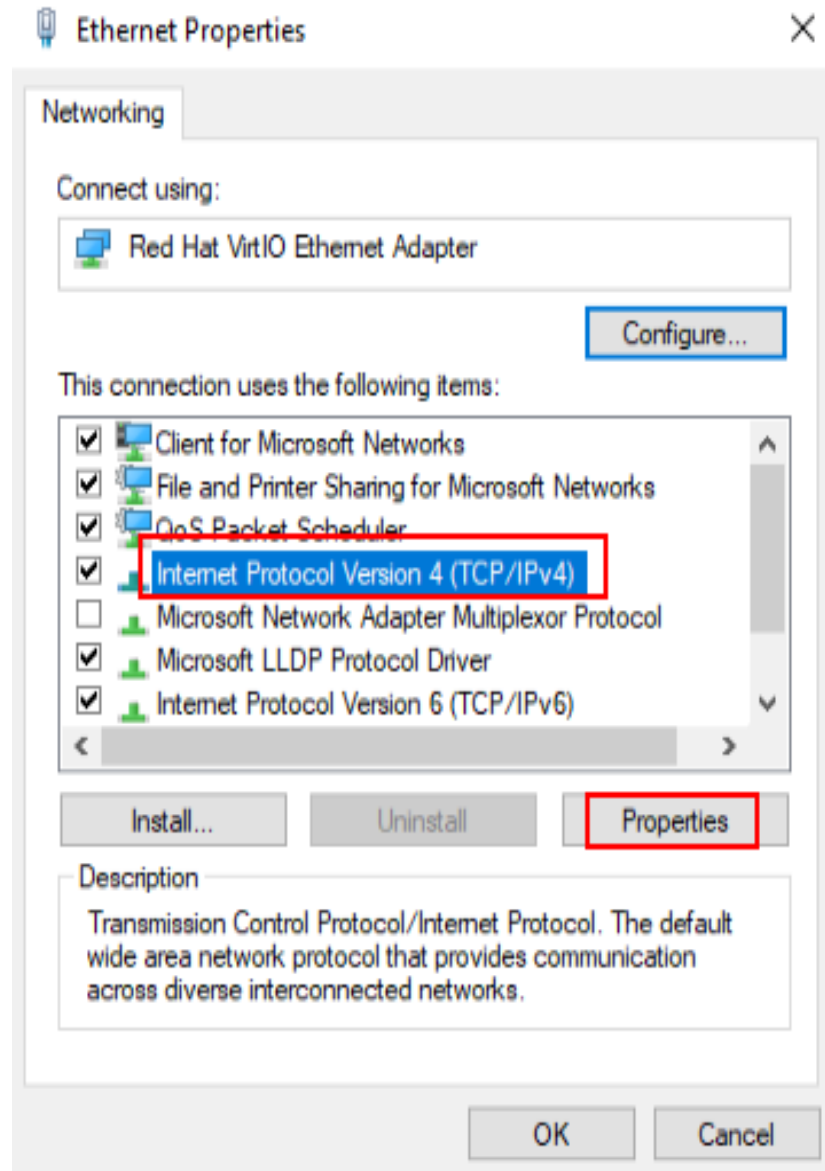 Ethernet Properties
Networking
Connect using:
Red Hat VirtIO Ethernet Adapter
Configure...
This connection uses the following items:
Client for Microsoft Networks
File and Printer Sharing for Microsoft Networks
QoS Packet Scheduler
Internet Protocol Version 4 (TCP/IPv4)
Microsoft Network Adapter Multiplexor Protocol
Microsoft LLDP Protocol Driver
Internet Protocol Version 6 (TCP/IPv6)
Install... Uninstall Properties
Description
Transmission Control Protocol/Internet Protocol. The default
wide area network protocol that provides communication
across diverse interconnected networks.
OK Cancel